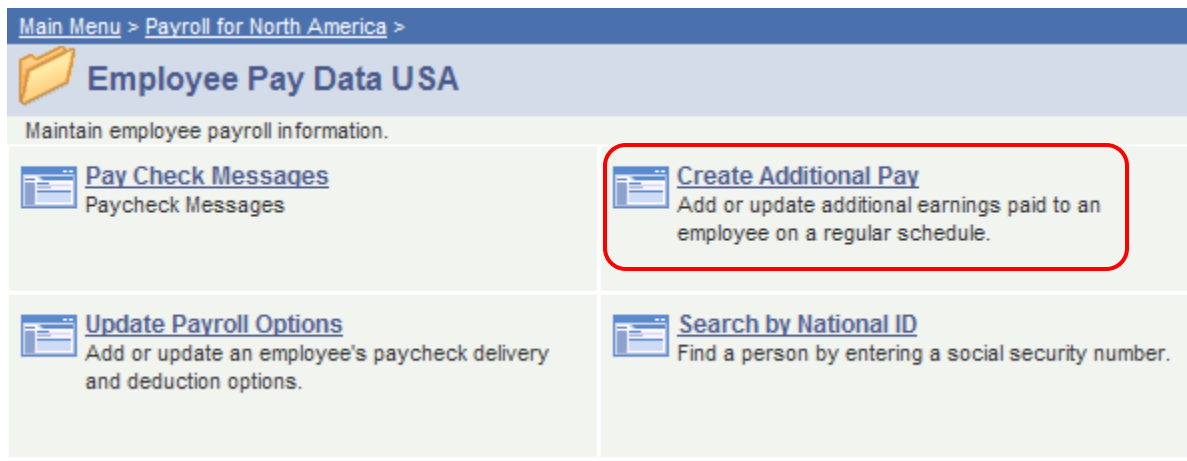 Main Menu > Payroll for North America >
Employee Pay Data USA
Maintain employee payroll information.
Pay Check Messages
Paycheck Messages
Create Additional Pay
Add or update additional earnings paid to an
employee on a regular schedule.
Update Payroll Options
Add or update an employee's paycheck delivery
and deduction options.
Search by National ID
Find a person by entering a social security number.